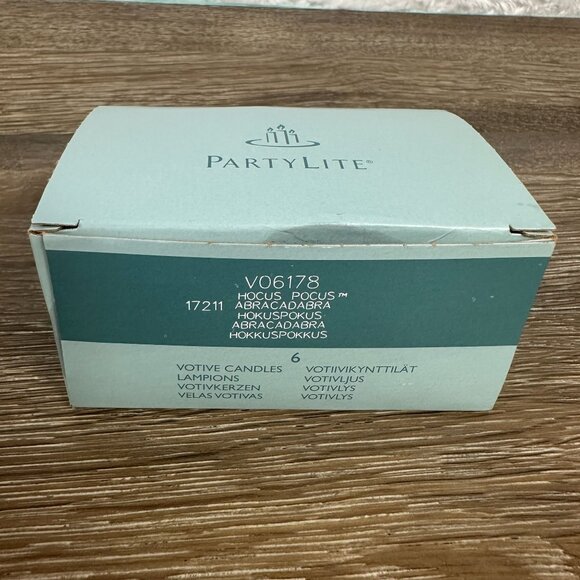 PARTYLITE®
V06178
HOCUS POCUS™
17211 ABRACADABRA
HOKUSPOKUS
ABRACADABRA
HOKKUSPOKKUS
6
VOTIVE CANDLES VOTIIVIKYNTTILÄT
LAMPIONS VOTIVLJUS
VOTIVKERZEN VOTIVLYS
VELAS VOTIVAS VOTIVLYS